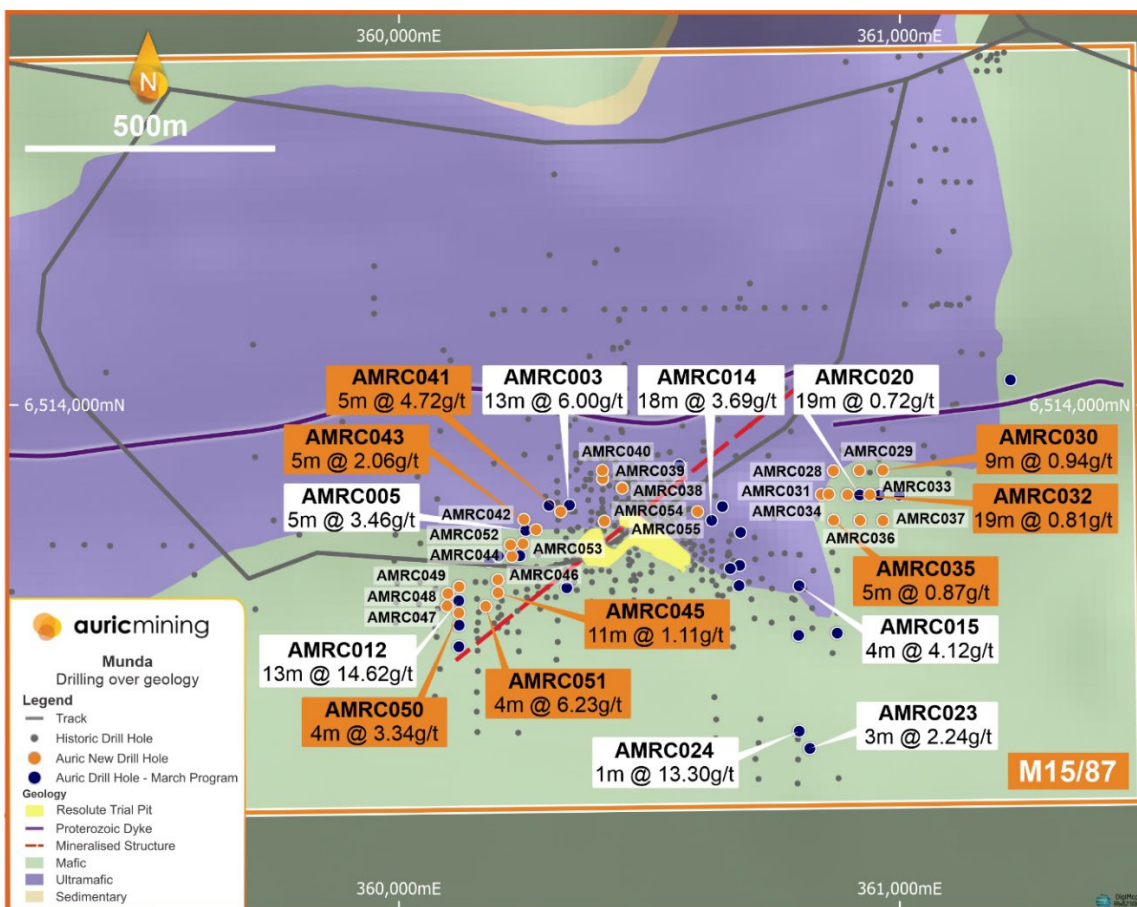 360,000mE
361,000mE
N
500m
6,514,000mN
6,514,000mN
AMRC041
5m @ 4.72g/t
AMRC003
13m @ 6.00g/t
AMRC014
18m @ 3.69g/t
AMRC020
19m @ 0.72g/t
AMRC043
5m @ 2.06g/t
AMRC040
AMRC039
AMRC038
AMRC054
AMRC055
AMRC028
AMRC029
AMRC030
9m @ 0.94g/t
AMRC031
AMRC033
AMRC034
AMRC032
19m @ 0.81g/t
AMRC037
AMRC036
AMRC005
5m @ 3.46g/t
AMRC042
AMRC052
AMRC044
AMRC053
AMRC035
5m @ 0.87g/t
AMRC049
AMRC046
AMRC048
AMRC047
AMRC045
11m @ 1.11g/t
AMRC015
4m @ 4.12g/t
AMRC012
13m @ 14.62g/t
AMRC051
4m @ 6.23g/t
AMRC050
4m @ 3.34g/t
AMRC023
3m @ 2.24g/t
AMRC024
1m @ 13.30g/t
M15/87
auricmining
Munda
Drilling over geology
Legend
Track
Historic Drill Hole
Auric New Drill Hole
Auric Drill Hole - March Program
Geology
Resolute Trial Pit
Proterozoic Dyke
Mineralised Structure
Mafic
Ultramafic
Sedimentary
360,000mE
361,000mE